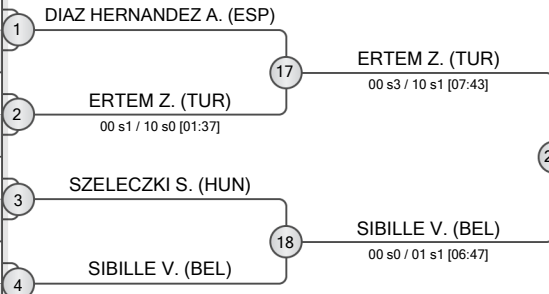 DIAZ HERNANDEZ A. (ESP)
1
17
ERTEM Z. (TUR)
00 s3 / 10 s1 [07:43]
ERTEM Z. (TUR)
2
00 s1 / 10 s0 [01:37]
SZELECZKI S. (HUN)
3
18
SIBILLE V. (BEL)
00 s0 / 01 s1 [06:47]
SIBILLE V. (BEL)
4